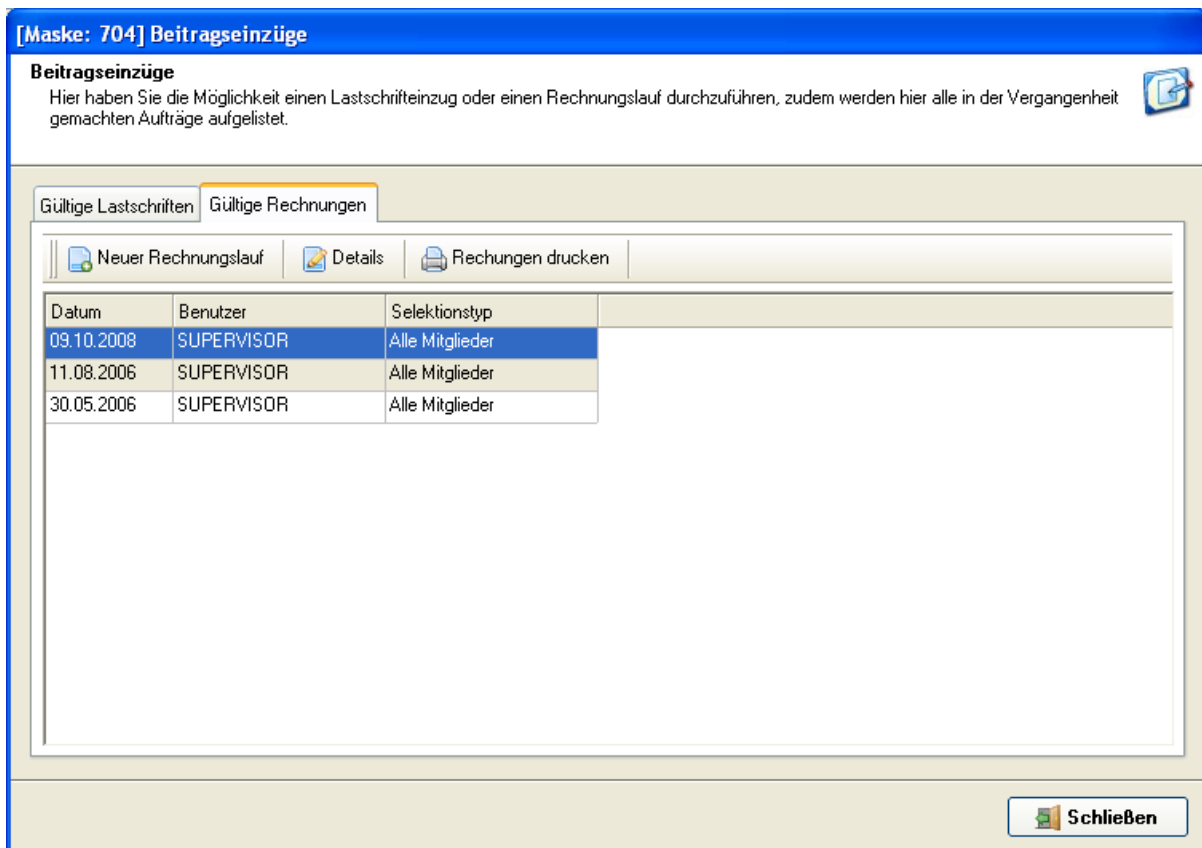 [Maske: 704] Beitragseinzüge
Beitragseinzüge
Hier haben Sie die Möglichkeit einen Lastschrifteinzug oder einen Rechnungslauf durchzuführen, zudem werden hier alle in der Vergangenheit
gemachten Aufträge aufgelistet.
Gültige Lastschriften Gültige Rechnungen
Neuer Rechnungslauf Details Rechungen drucken
Datum Benutzer Selektionstyp
09.10.2008 SUPERVISOR Alle Mitglieder
11.08.2006 SUPERVISOR Alle Mitglieder
30.05.2006 SUPERVISOR Alle Mitglieder
Schließen